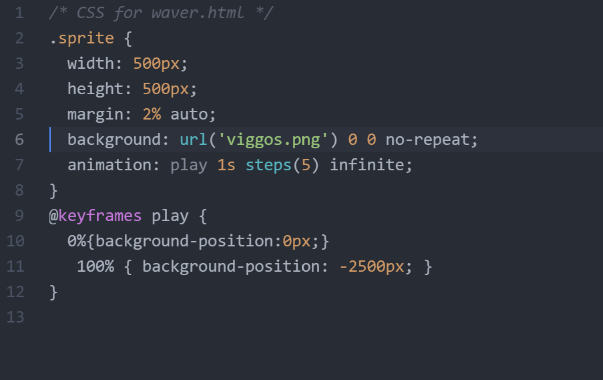 1 /* CSS for waver.html */
2 .sprite {
3 width: 500px;
4 height: 500px;
5 margin: 2% auto;
6 background: url('viggos.png') 0 0 no-repeat;
7 animation: play 1s steps(5) infinite;
8 }
9 @keyframes play {
10 0%{background-position:0px;}
11 100% { background-position: -2500px; }
12 }
13